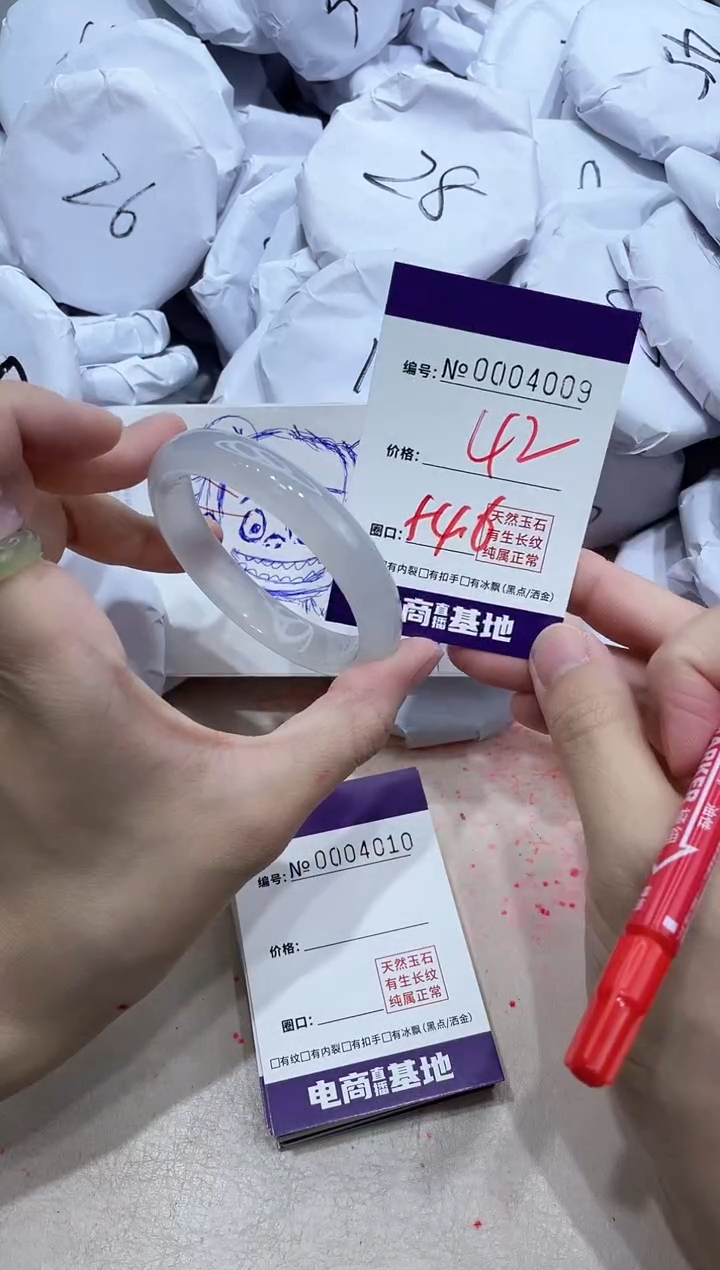 26
28
编号: № 0004009
价格: 42
圈口:
天然玉石
有生长纹
纯属正常
有内裂□有扣手□有冰飘(黑点/洒金)
商直播基地
编号: № 0004010
价格:
天然玉石
有生长纹
纯属正常
圈口:
□有纹□有内裂□有扣手□有冰飘(黑点/洒金)
电商直播基地